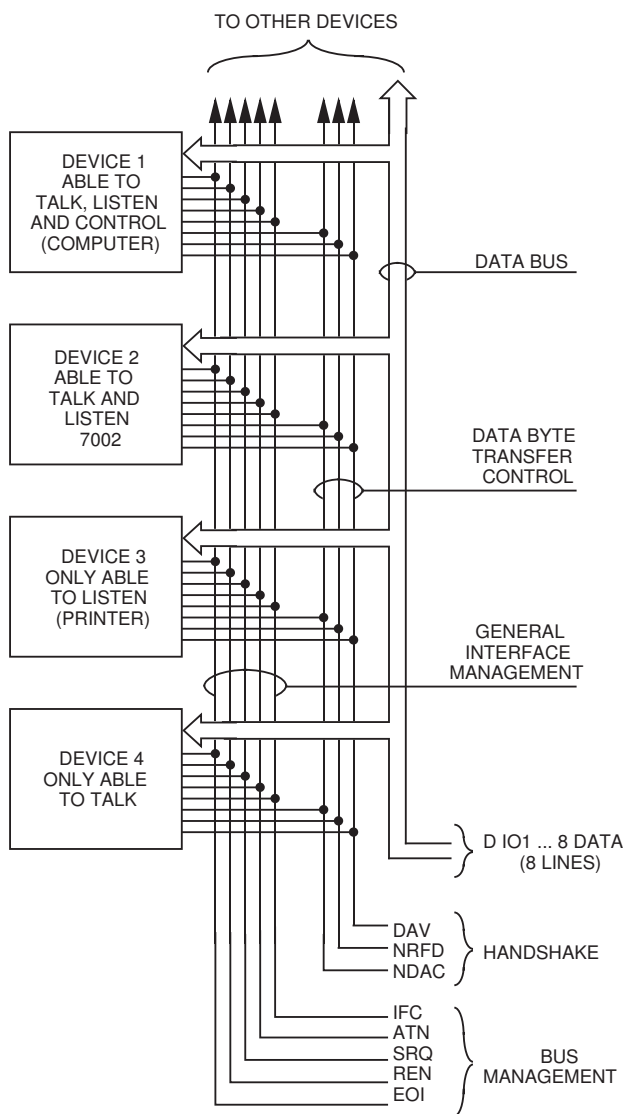 TO OTHER DEVICES
DEVICE 1
ABLE TO
TALK, LISTEN
AND CONTROL
(COMPUTER)
DATA BUS
DEVICE 2
ABLE TO
TALK AND
LISTEN
7002
DATA BYTE
TRANSFER
CONTROL
DEVICE 3
ONLY ABLE
TO LISTEN
(PRINTER)
GENERAL
INTERFACE
MANAGEMENT
DEVICE 4
ONLY ABLE
TO TALK
D IO1 ... 8 DATA
(8 LINES)
DAV
NRFD
NDAC
HANDSHAKE
IFC
ATN
SRQ
REN
EOI
BUS
MANAGEMENT